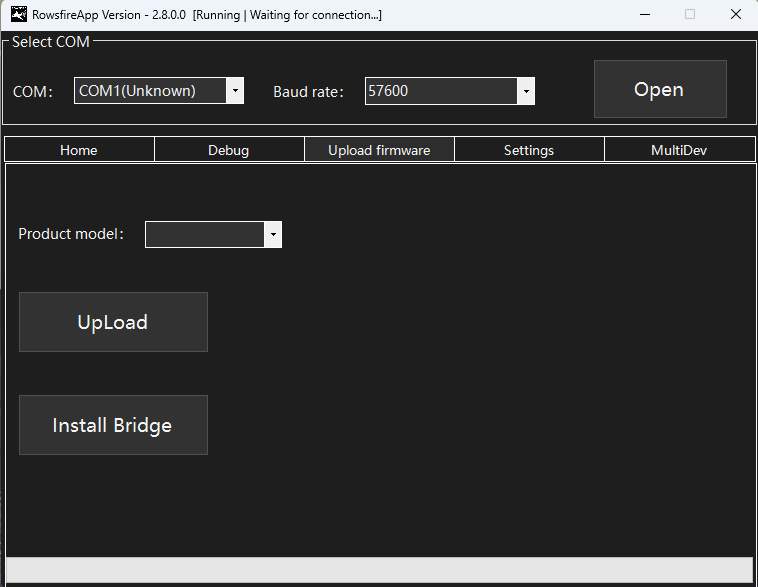 RowsfireApp Version - 2.8.0.0 [Running | Waiting for connection...]
Select COM
COM: COM1(Unknown) Baud rate: 57600 Open
Home Debug Upload firmware Settings MultiDev
Product model:
UpLoad
Install Bridge